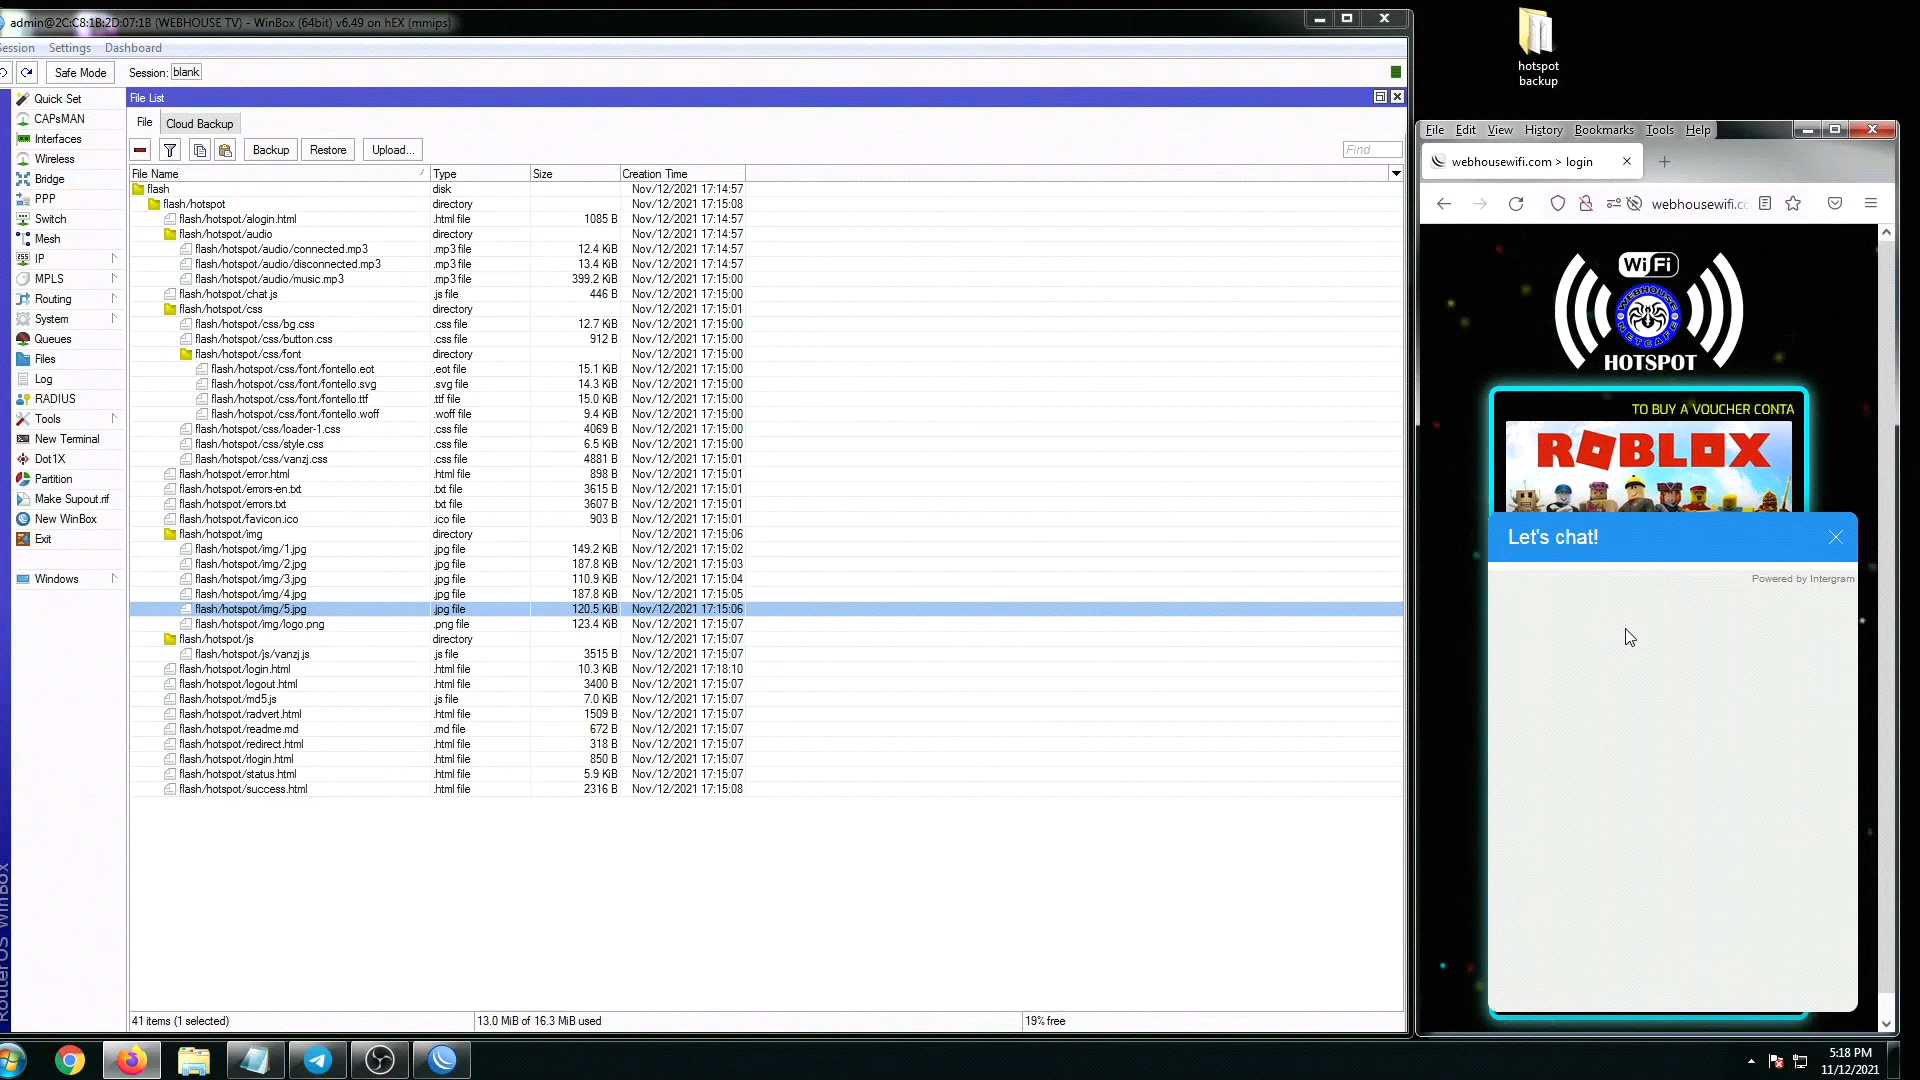 admin@2C:C8:1B:2D:07:1B (WEBHOUSE TV) - WinBox (64bit) v6.49 on hEX (mmips)
Session Settings Dashboard
Safe Mode Session: blank
Quick Set
CAPsMAN
Interfaces
Wireless
Bridge
PPP
Switch
Mesh
IP
MPLS
Routing
System
Queues
Files
Log
RADIUS
Tools
New Terminal
Dot1X
Partition
Make Supout.rif
New WinBox
Exit
Windows
RouterOS WinBox
File List
File Cloud Backup
Backup Restore Upload... Find
File Name Type Size Creation Time
flash disk Nov/12/2021 17:14:57
flash/hotspot directory Nov/12/2021 17:15:08
flash/hotspot/alogin.html .html file 1085 B Nov/12/2021 17:14:57
flash/hotspot/audio directory Nov/12/2021 17:14:57
flash/hotspot/audio/connected.mp3 .mp3 file 12.4 KiB Nov/12/2021 17:14:57
flash/hotspot/audio/disconnected.mp3 .mp3 file 13.4 KiB Nov/12/2021 17:14:57
flash/hotspot/audio/music.mp3 .mp3 file 399.2 KiB Nov/12/2021 17:15:00
flash/hotspot/chat.js .js file 446 B Nov/12/2021 17:15:00
flash/hotspot/css directory Nov/12/2021 17:15:01
flash/hotspot/css/bg.css .css file 12.7 KiB Nov/12/2021 17:15:00
flash/hotspot/css/button.css .css file 912 B Nov/12/2021 17:15:00
flash/hotspot/css/font directory Nov/12/2021 17:15:00
flash/hotspot/css/font/fontello.eot .eot file 15.1 KiB Nov/12/2021 17:15:00
flash/hotspot/css/font/fontello.svg .svg file 14.3 KiB Nov/12/2021 17:15:00
flash/hotspot/css/font/fontello.ttf .ttf file 15.0 KiB Nov/12/2021 17:15:00
flash/hotspot/css/font/fontello.woff .woff file 9.4 KiB Nov/12/2021 17:15:00
flash/hotspot/css/loader-1.css .css file 4069 B Nov/12/2021 17:15:00
flash/hotspot/css/style.css .css file 6.5 KiB Nov/12/2021 17:15:00
flash/hotspot/css/vanzj.css .css file 4881 B Nov/12/2021 17:15:01
flash/hotspot/error.html .html file 898 B Nov/12/2021 17:15:01
flash/hotspot/errors-en.txt .txt file 3615 B Nov/12/2021 17:15:01
flash/hotspot/errors.txt .txt file 3607 B Nov/12/2021 17:15:01
flash/hotspot/favicon.ico .ico file 903 B Nov/12/2021 17:15:01
flash/hotspot/img directory Nov/12/2021 17:15:06
flash/hotspot/img/1.jpg .jpg file 149.2 KiB Nov/12/2021 17:15:02
flash/hotspot/img/2.jpg .jpg file 187.8 KiB Nov/12/2021 17:15:03
flash/hotspot/img/3.jpg .jpg file 110.9 KiB Nov/12/2021 17:15:04
flash/hotspot/img/4.jpg .jpg file 187.8 KiB Nov/12/2021 17:15:05
flash/hotspot/img/5.jpg .jpg file 120.5 KiB Nov/12/2021 17:15:06
flash/hotspot/img/logo.png .png file 123.4 KiB Nov/12/2021 17:15:07
flash/hotspot/js directory Nov/12/2021 17:15:07
flash/hotspot/js/vanzj.js .js file 3515 B Nov/12/2021 17:15:07
flash/hotspot/login.html .html file 10.3 KiB Nov/12/2021 17:18:10
flash/hotspot/logout.html .html file 3400 B Nov/12/2021 17:15:07
flash/hotspot/md5.js .js file 7.0 KiB Nov/12/2021 17:15:07
flash/hotspot/radvert.html .html file 1509 B Nov/12/2021 17:15:07
flash/hotspot/readme.md .md file 672 B Nov/12/2021 17:15:07
flash/hotspot/redirect.html .html file 318 B Nov/12/2021 17:15:07
flash/hotspot/rlogin.html .html file 850 B Nov/12/2021 17:15:07
flash/hotspot/status.html .html file 5.9 KiB Nov/12/2021 17:15:07
flash/hotspot/success.html .html file 2316 B Nov/12/2021 17:15:08
41 items (1 selected) 13.0 MiB of 16.3 MiB used 19% free
hotspot
backup
File Edit View History Bookmarks Tools Help
webhousewifi.com > login
webhousewifi.co
WiFi
WEBHOUSE
NETCAFE
HOTSPOT
TO BUY A VOUCHER CONTA
ROBLOX
Let's chat!
Powered by Intergram
5:18 PM
11/12/2021